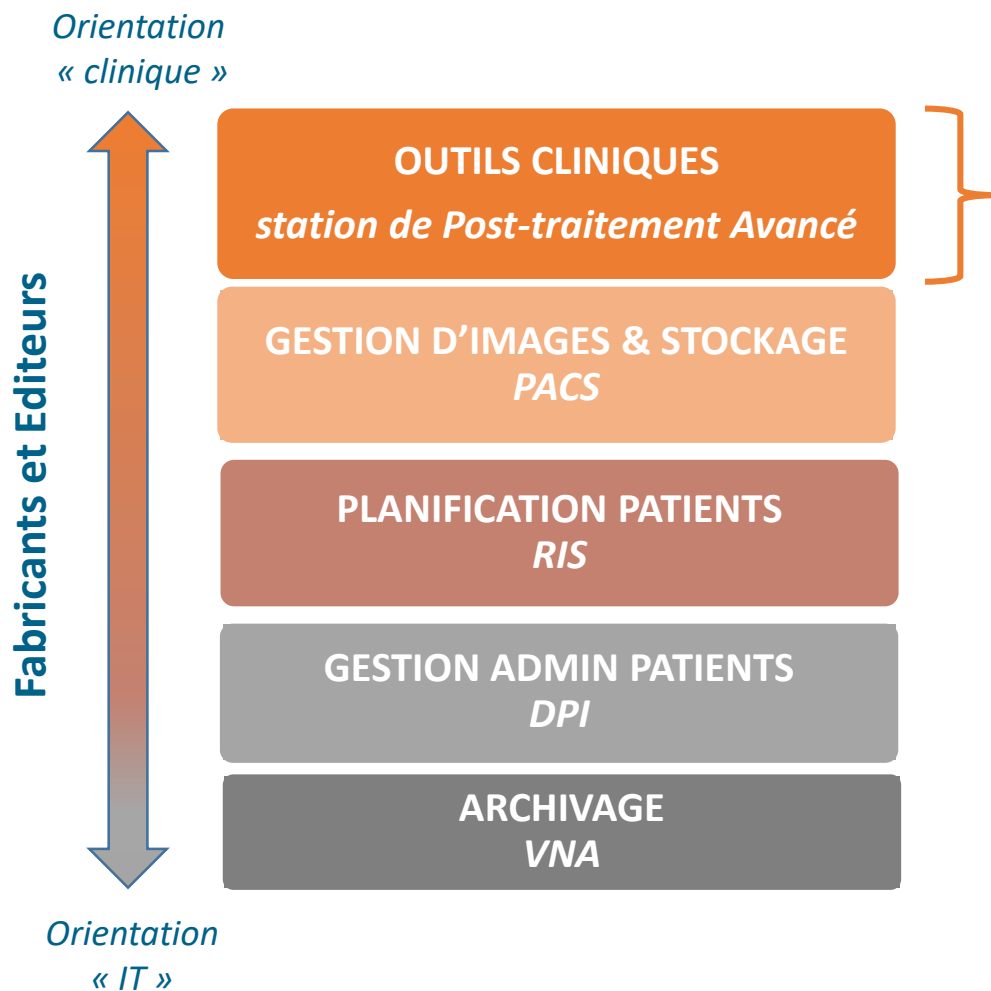 Orientation
« clinique »
Fabricants et Editeurs
OUTILS CLINIQUES
station de Post-traitement Avancé
GESTION D’IMAGES & STOCKAGE
PACS
PLANIFICATION PATIENTS
RIS
GESTION ADMIN PATIENTS
DPI
ARCHIVAGE
VNA
Orientation
« IT »